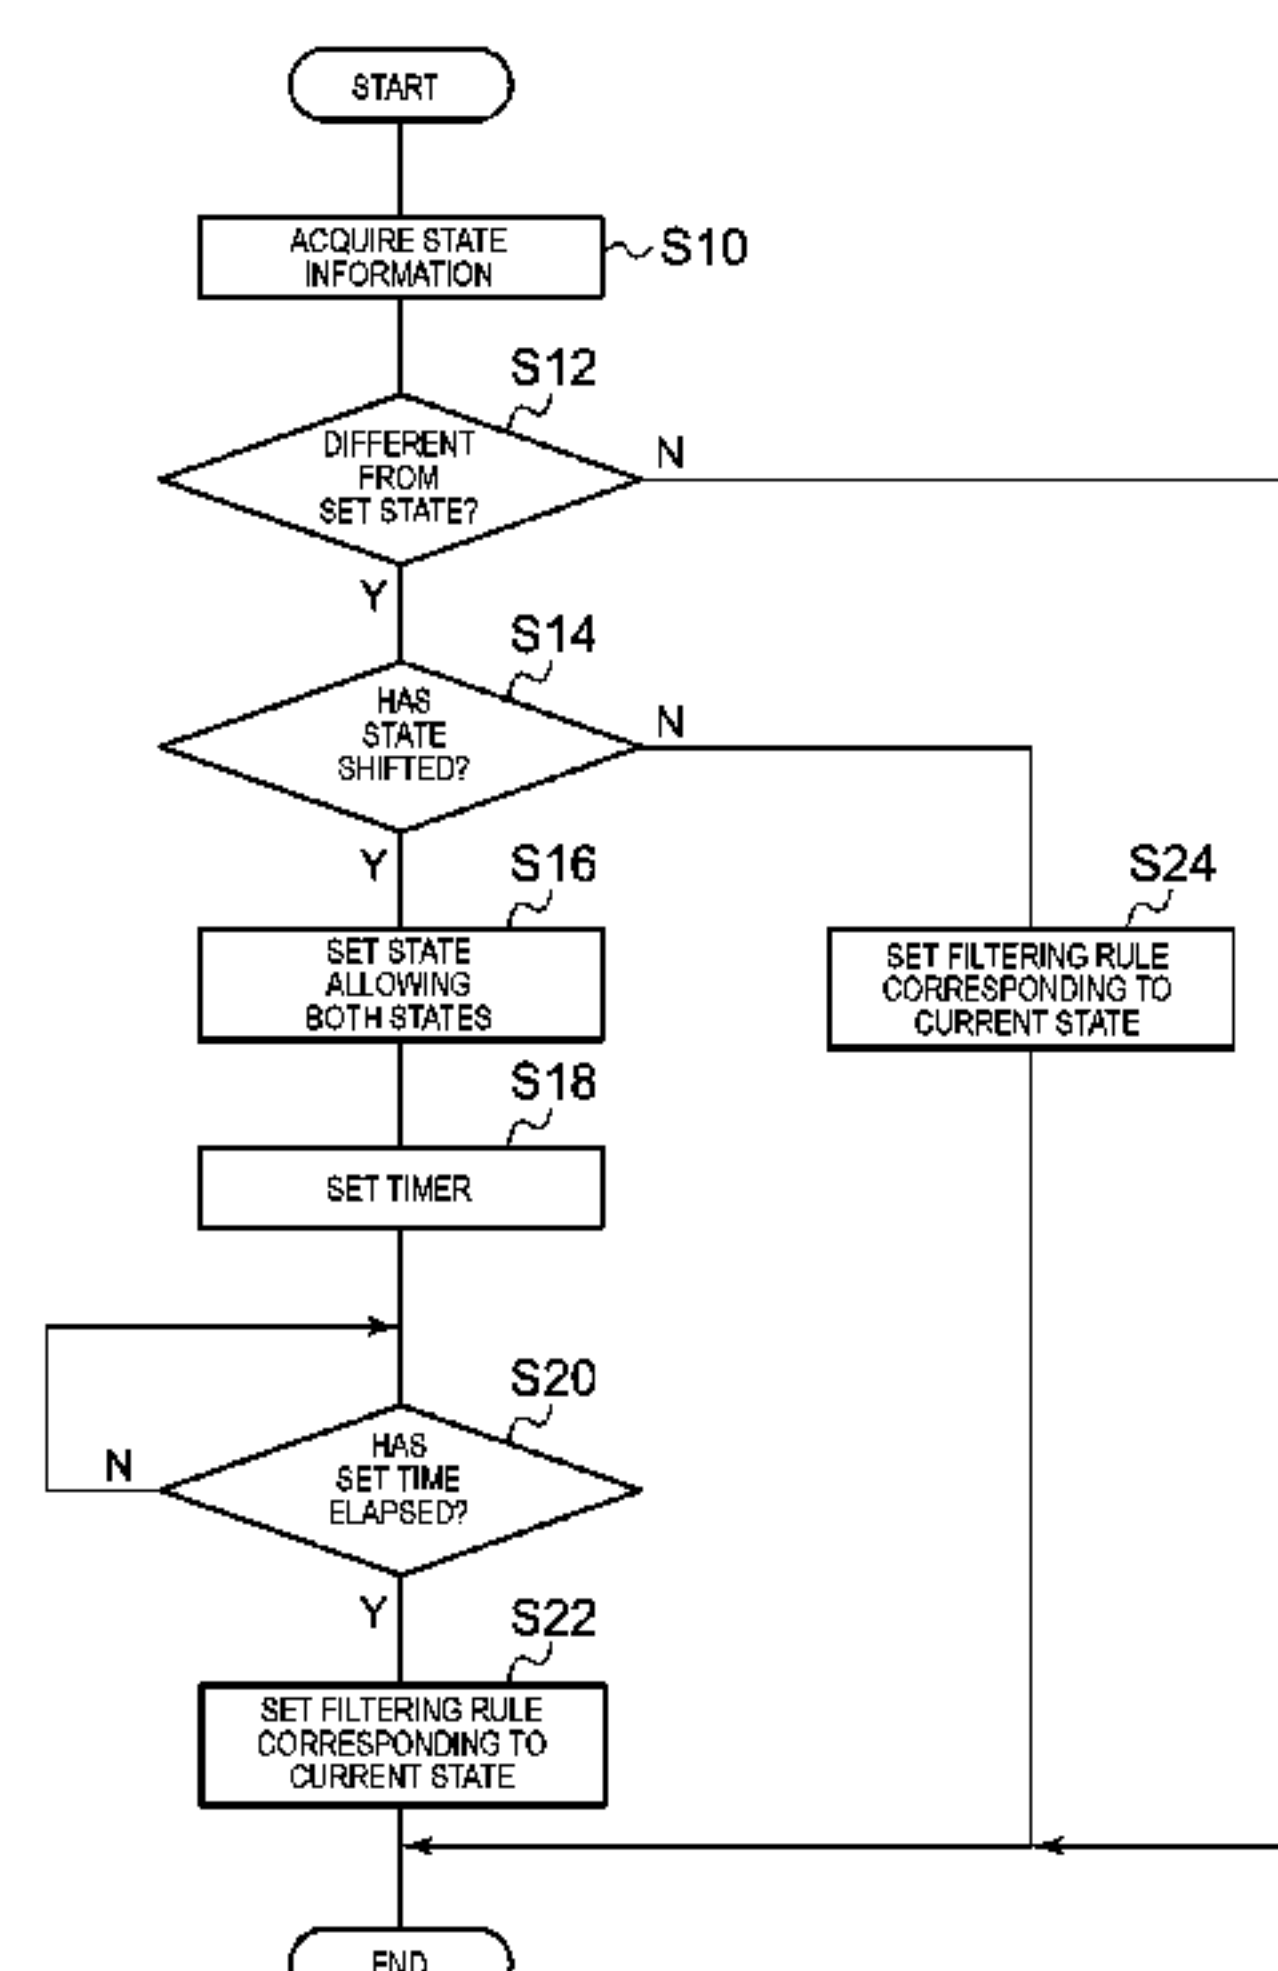 START
ACQUIRE STATE
INFORMATION
S10
S12
DIFFERENT
FROM
SET STATE?
N
Y
S14
HAS
STATE
SHIFTED?
N
Y
S16
SET STATE
ALLOWING
BOTH STATES
S24
SET FILTERING RULE
CORRESPONDING TO
CURRENT STATE
S18
SET TIMER
S20
HAS
SET TIME
ELAPSED?
N
Y
S22
SET FILTERING RULE
CORRESPONDING TO
CURRENT STATE
END